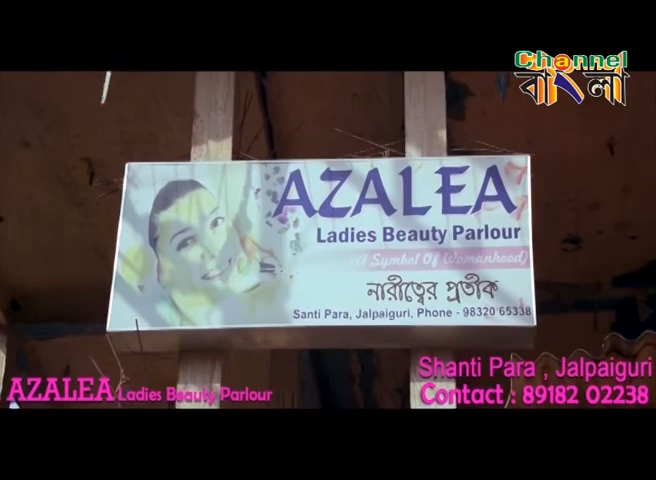 Channel
বাংলা
AZALEA
Ladies Beauty Parlour
(A Symbol Of Womanhood)
নারীত্বের প্রতীক
Santi Para, Jalpaiguri, Phone - 98320 65338
Shanti Para , Jalpaiguri
AZALEA Ladies Beauty Parlour
Contact : 89182 02238